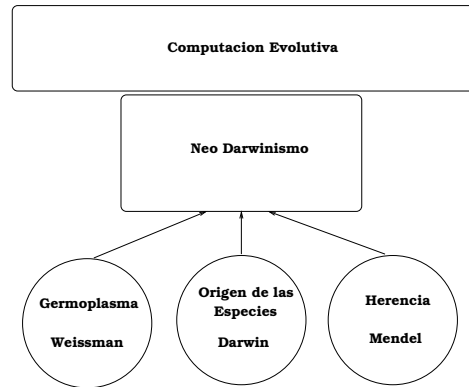 Computacion Evolutiva
Neo Darwinismo
Germoplasma
Weissman
Origen de las
Especies
Darwin
Herencia
Mendel